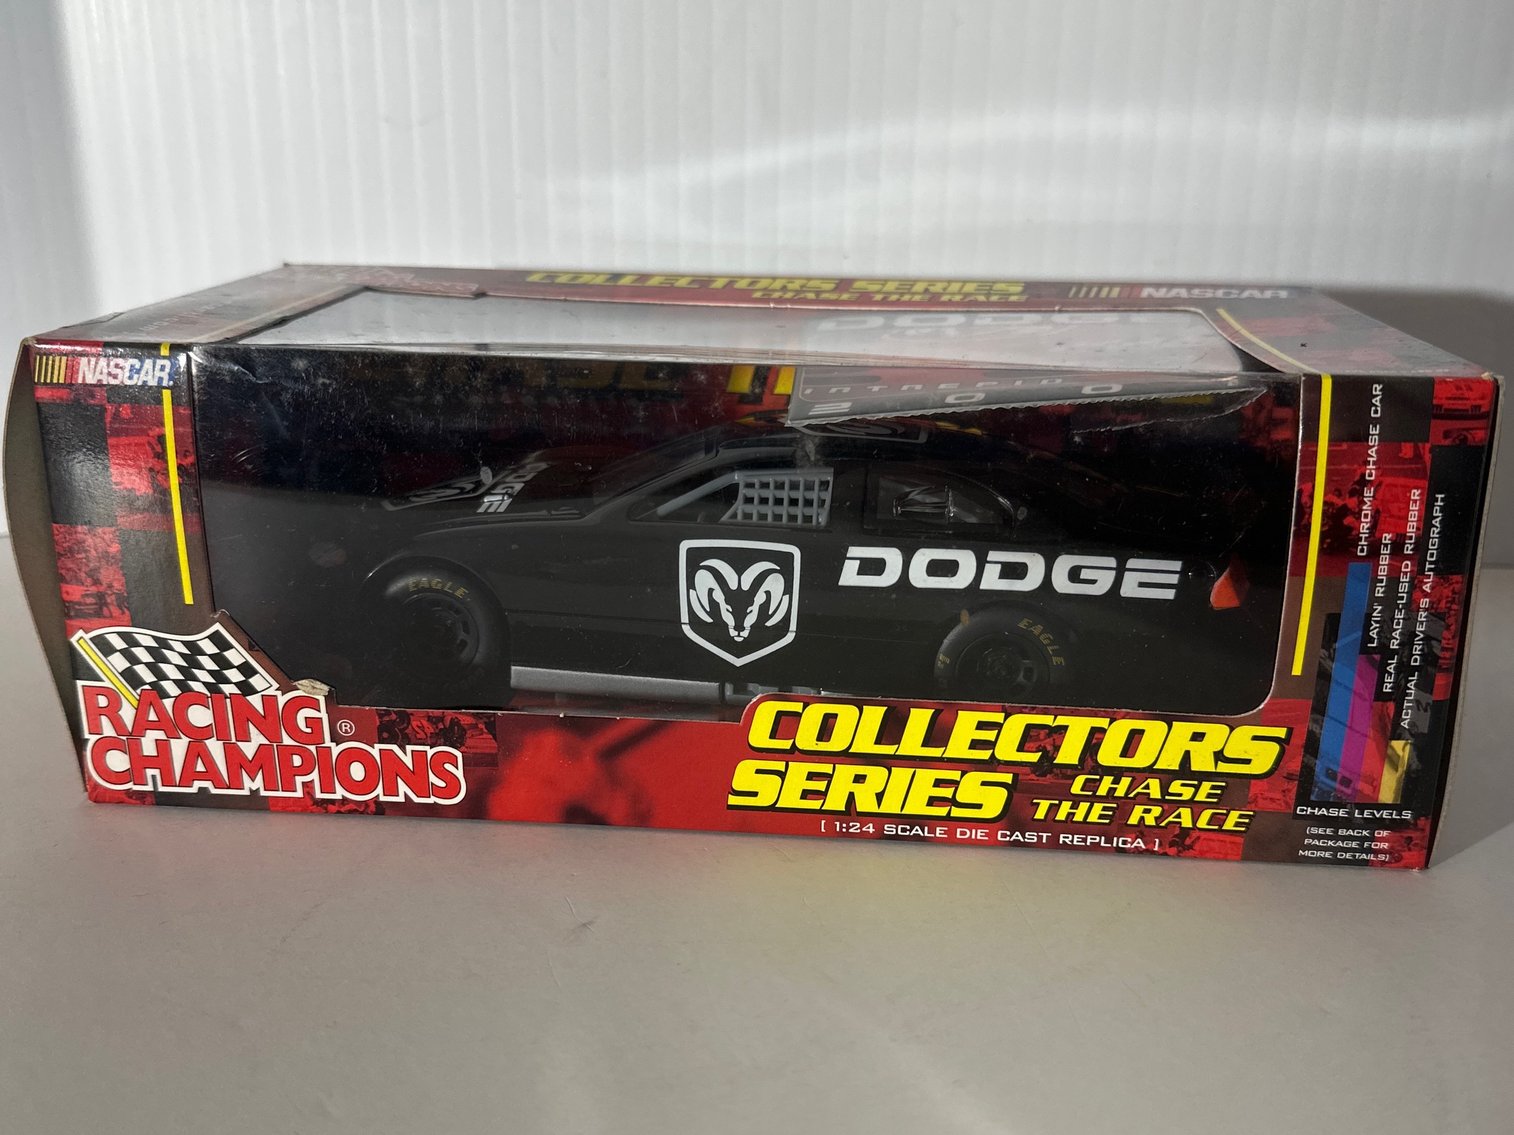 COLLECTORS SERIES
CHASE THE RACE
NASCAR
NASCAR
DODGE
INTREPID
DODGE
EAGLE
EAGLE
RACING
CHAMPIONS®
COLLECTORS
SERIES CHASE
THE RACE
[ 1:24 SCALE DIE CAST REPLICA ]
CHROME CHASE CAR
LAYIN' RUBBER
REAL RACE-USED RUBBER
ACTUAL DRIVER'S AUTOGRAPH
CHASE LEVELS
(SEE BACK OF
PACKAGE FOR
MORE DETAILS)